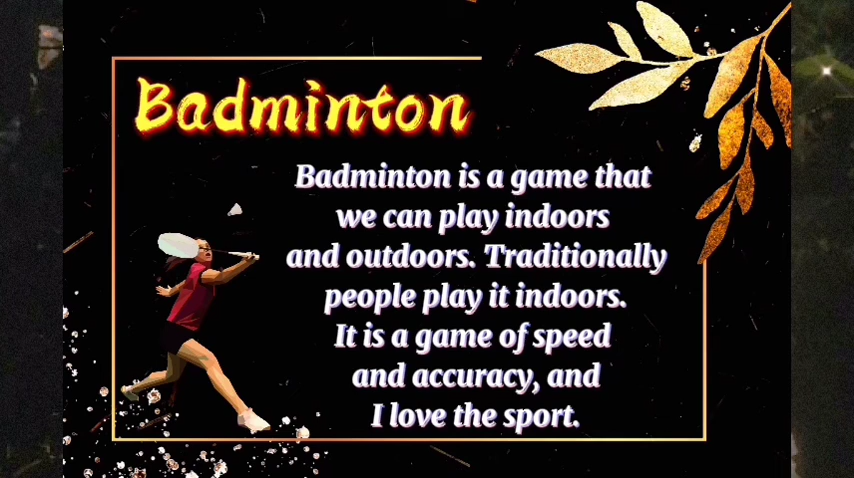 Badminton
Badminton is a game that
we can play indoors
and outdoors. Traditionally
people play it indoors.
It is a game of speed
and accuracy, and
I love the sport.